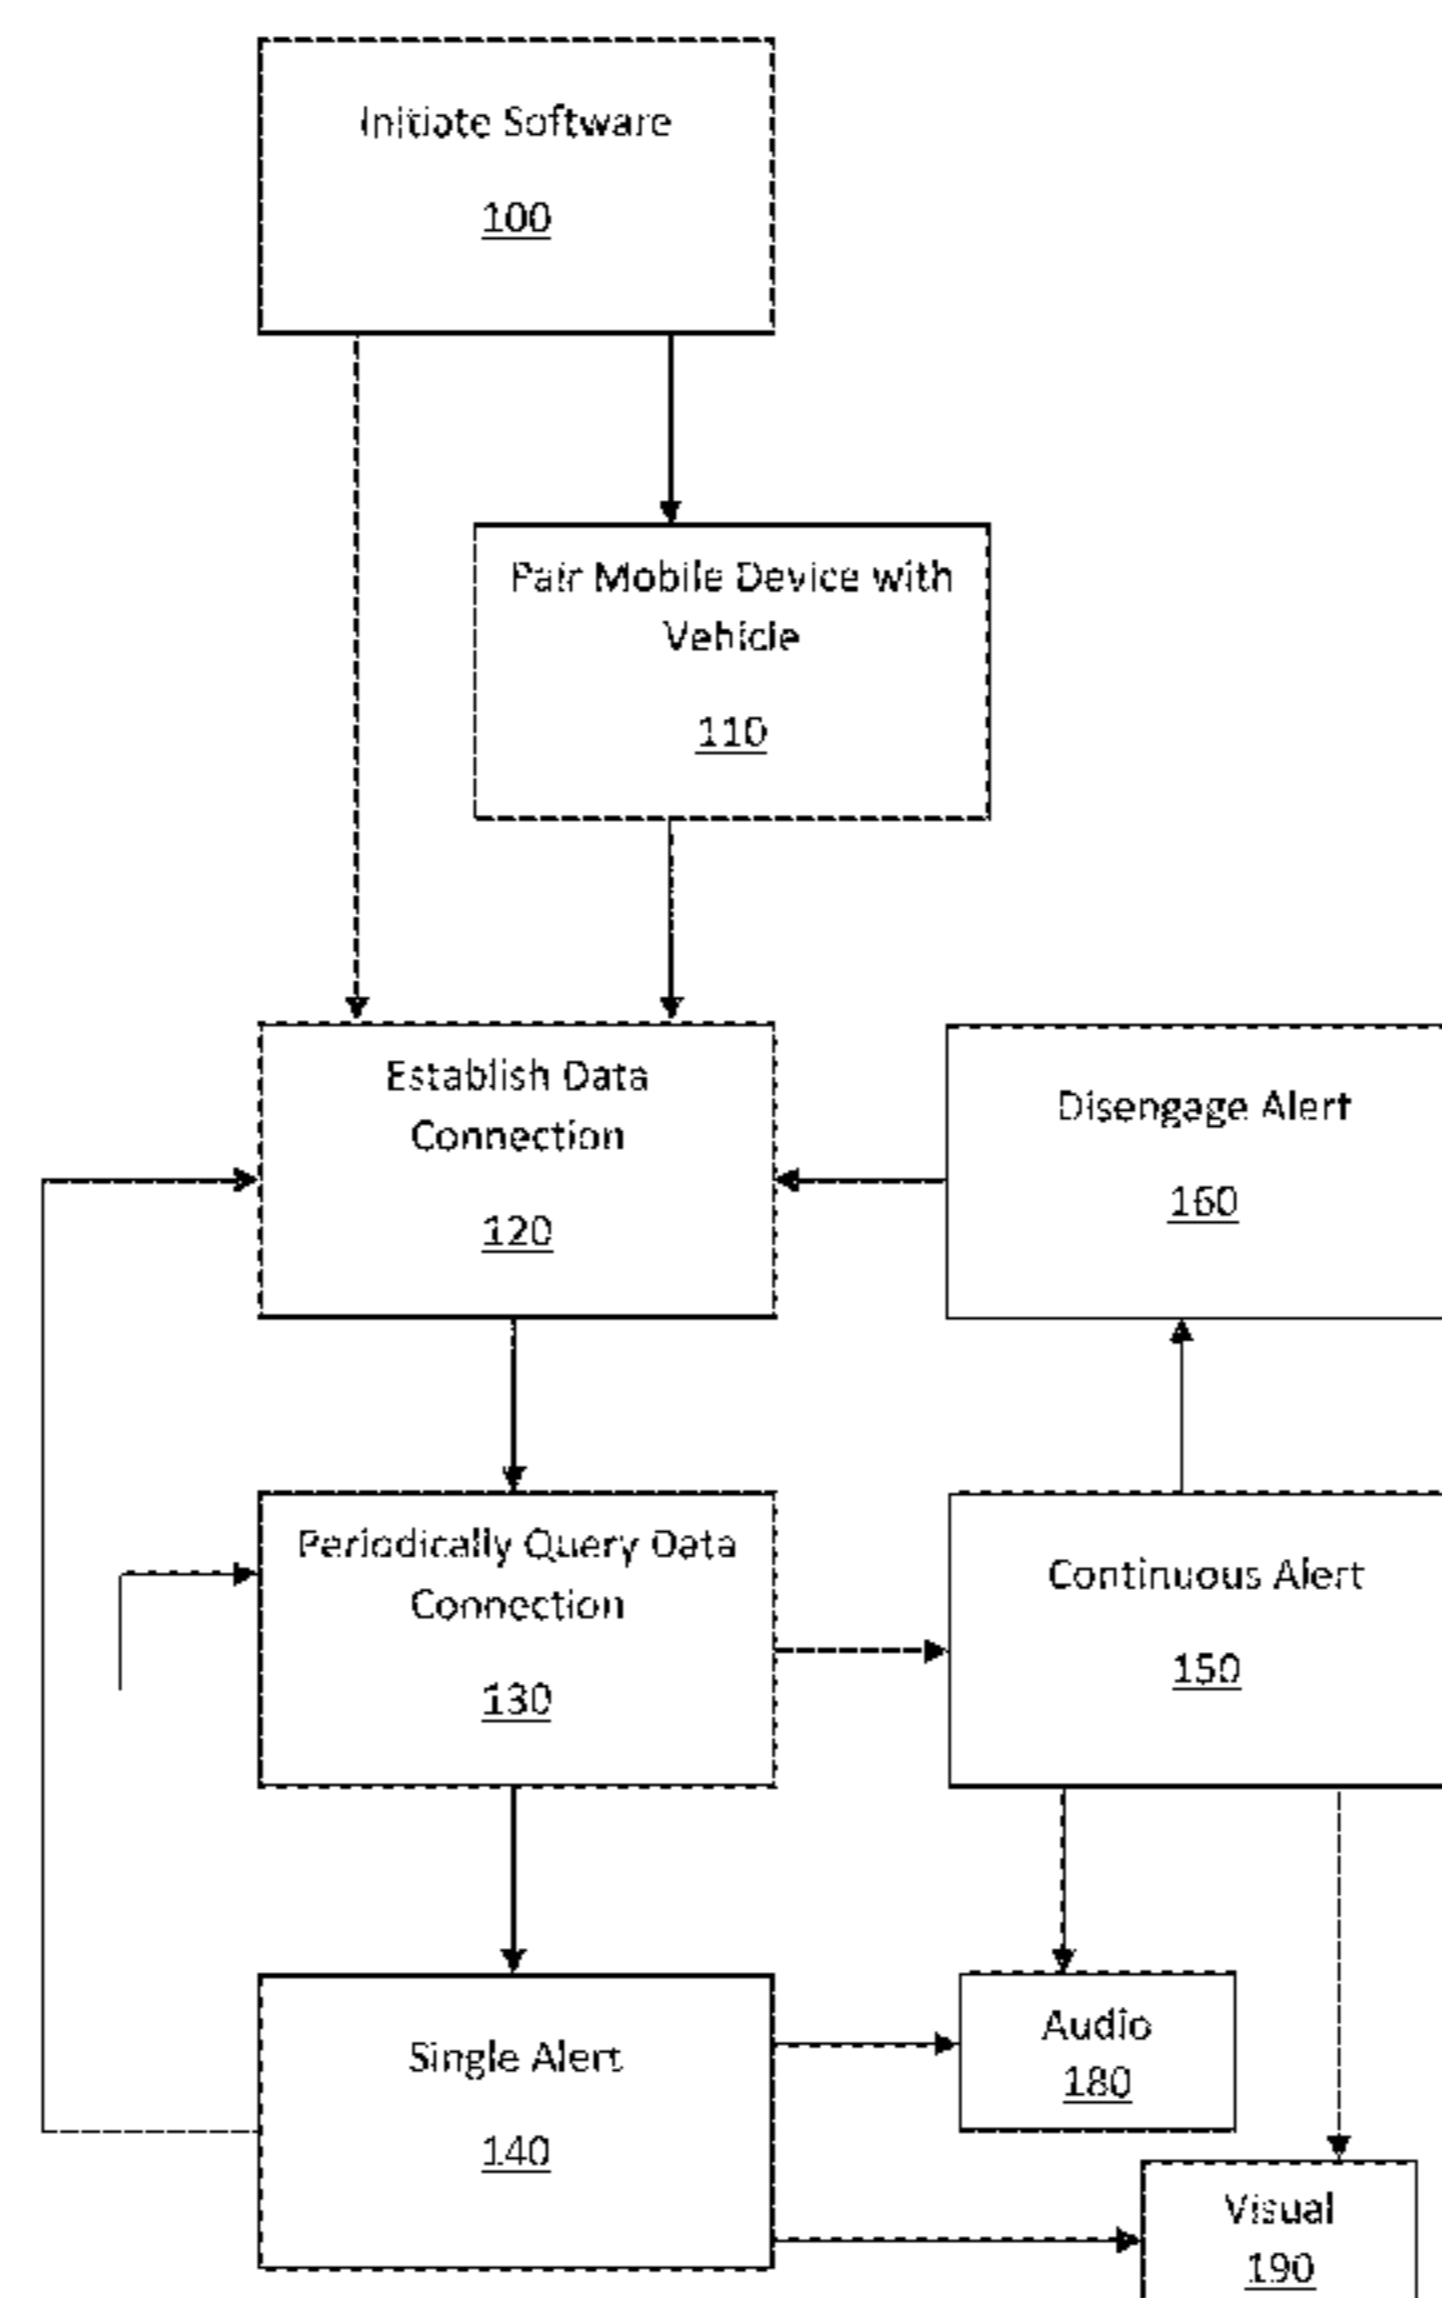 Initiate Software
100
Pair Mobile Device with
Vehicle
110
Establish Data
Connection
120
Disengage Alert
160
Periodically Query Data
Connection
130
Continuous Alert
150
Single Alert
140
Audio
180
Visual
190